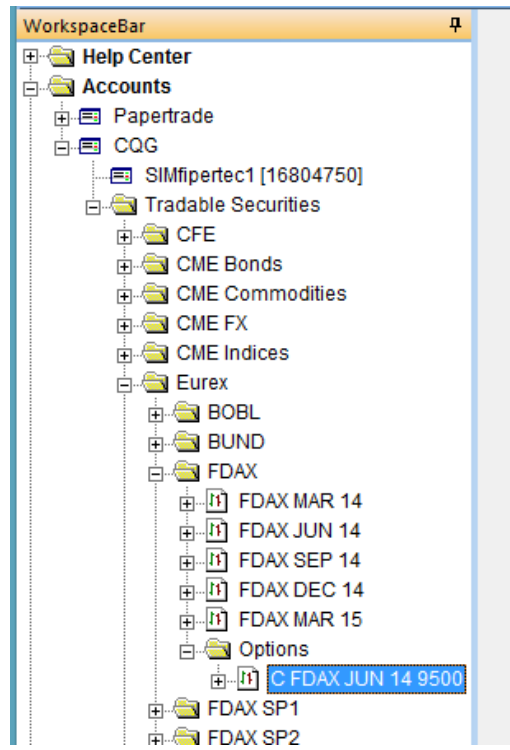 WorkspaceBar
Help Center
Accounts
Papertrade
CQG
SIMfipertec1 [16804750]
Tradable Securities
CFE
CME Bonds
CME Commodities
CME FX
CME Indices
Eurex
BOBL
BUND
FDAX
FDAX MAR 14
FDAX JUN 14
FDAX SEP 14
FDAX DEC 14
FDAX MAR 15
Options
C FDAX JUN 14 9500
FDAX SP1
FDAX SP2